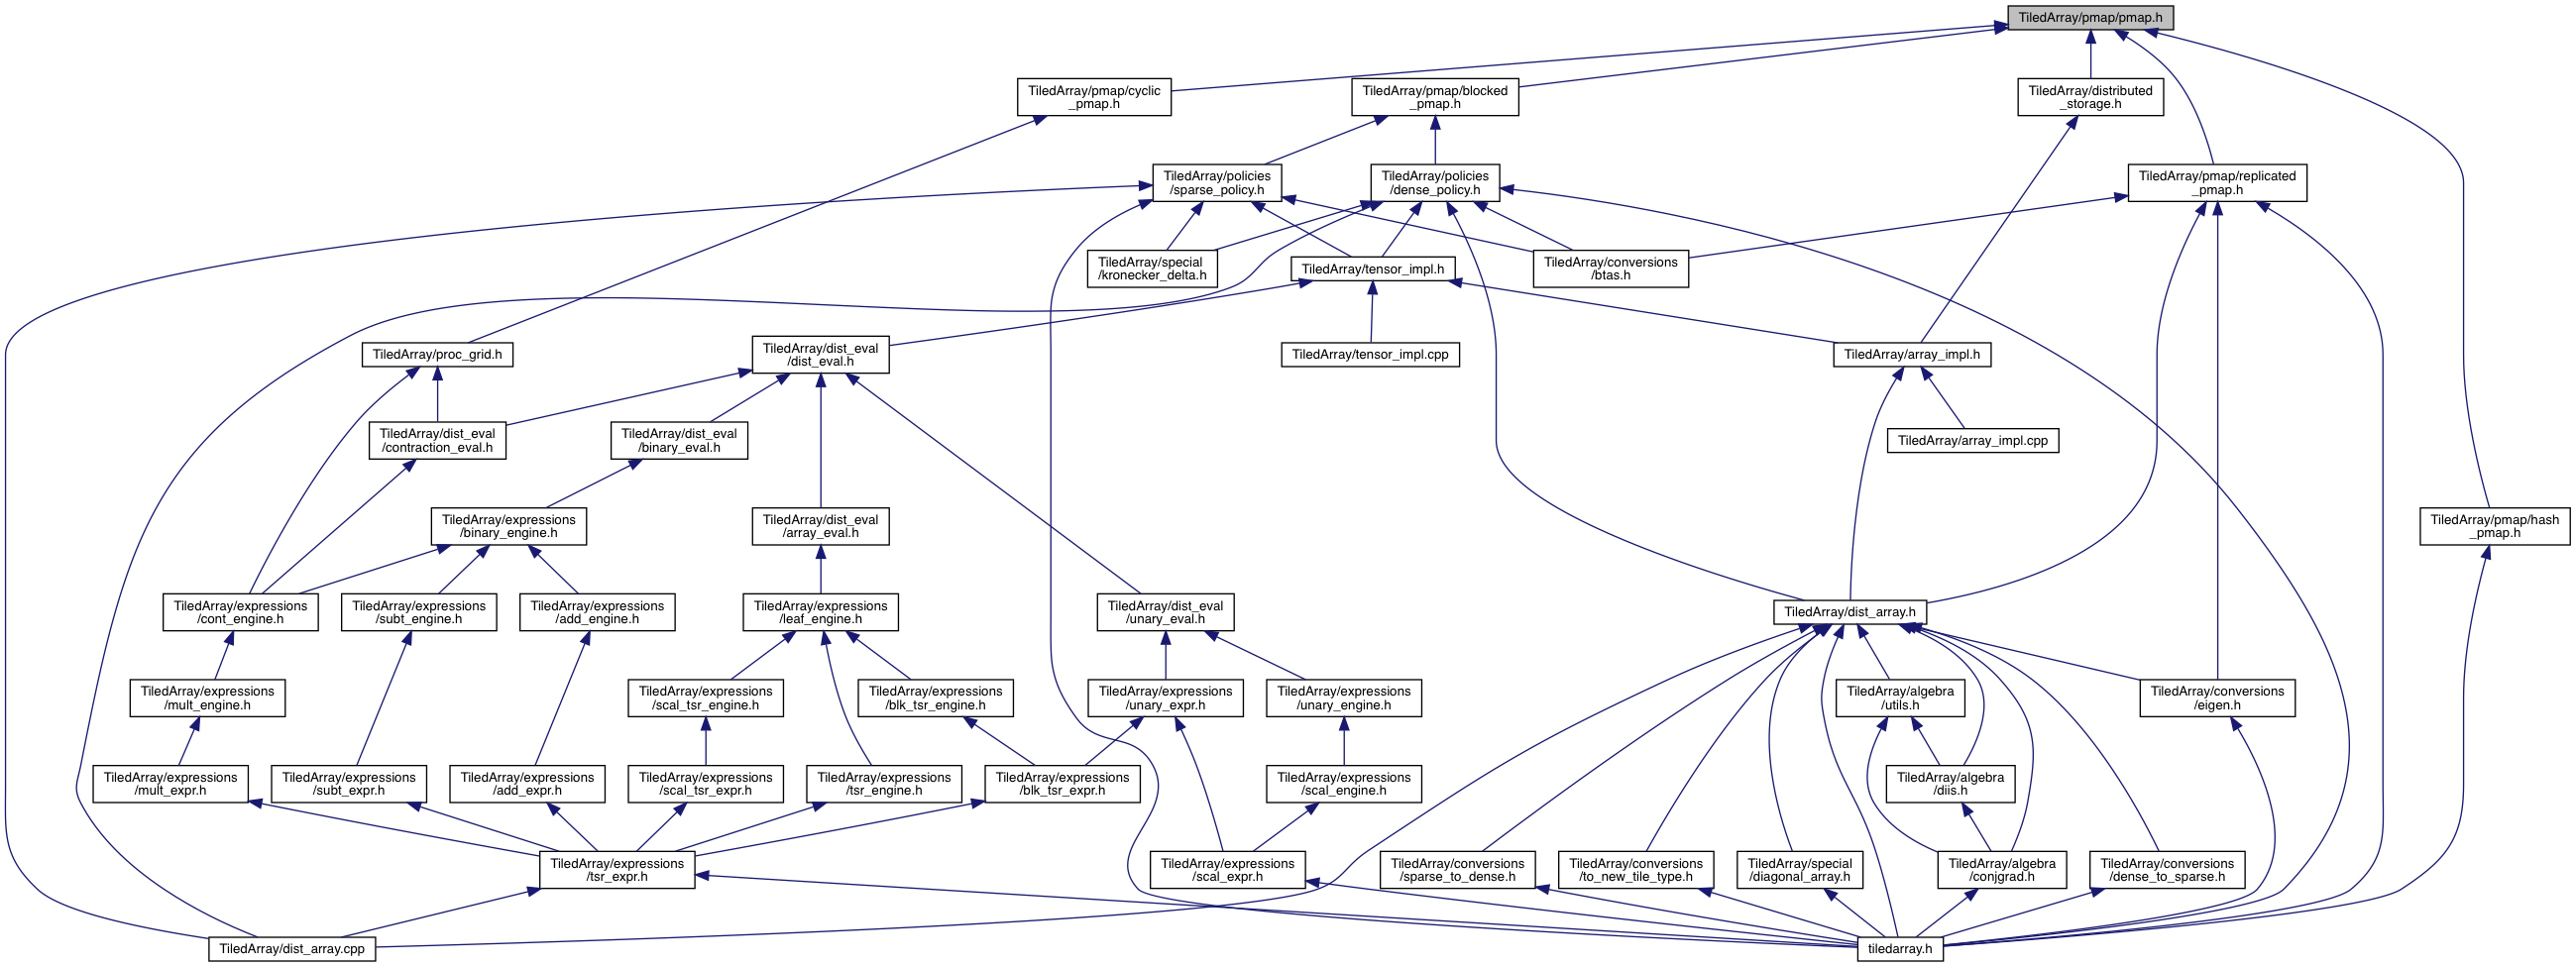 TiledArray/pmap/pmap.h
TiledArray/pmap/cyclic
_pmap.h
TiledArray/pmap/blocked
_pmap.h
TiledArray/distributed
_storage.h
TiledArray/policies
/sparse_policy.h
TiledArray/policies
/dense_policy.h
TiledArray/pmap/replicated
_pmap.h
TiledArray/special
/kronecker_delta.h
TiledArray/tensor_impl.h
TiledArray/conversions
/btas.h
TiledArray/proc_grid.h
TiledArray/dist_eval
/dist_eval.h
TiledArray/tensor_impl.cpp
TiledArray/array_impl.h
TiledArray/dist_eval
/contraction_eval.h
TiledArray/dist_eval
/binary_eval.h
TiledArray/array_impl.cpp
TiledArray/expressions
/binary_engine.h
TiledArray/dist_eval
/array_eval.h
TiledArray/pmap/hash
_pmap.h
TiledArray/expressions
/cont_engine.h
TiledArray/expressions
/subt_engine.h
TiledArray/expressions
/add_engine.h
TiledArray/expressions
/leaf_engine.h
TiledArray/dist_eval
/unary_eval.h
TiledArray/dist_array.h
TiledArray/expressions
/mult_engine.h
TiledArray/expressions
/scal_tsr_engine.h
TiledArray/expressions
/blk_tsr_engine.h
TiledArray/expressions
/unary_expr.h
TiledArray/expressions
/unary_engine.h
TiledArray/algebra
/utils.h
TiledArray/conversions
/eigen.h
TiledArray/expressions
/mult_expr.h
TiledArray/expressions
/subt_expr.h
TiledArray/expressions
/add_expr.h
TiledArray/expressions
/scal_tsr_expr.h
TiledArray/expressions
/tsr_engine.h
TiledArray/expressions
/blk_tsr_expr.h
TiledArray/expressions
/scal_engine.h
TiledArray/algebra
/diis.h
TiledArray/expressions
/tsr_expr.h
TiledArray/expressions
/scal_expr.h
TiledArray/conversions
/sparse_to_dense.h
TiledArray/conversions
/to_new_tile_type.h
TiledArray/special
/diagonal_array.h
TiledArray/algebra
/conjgrad.h
TiledArray/conversions
/dense_to_sparse.h
TiledArray/dist_array.cpp
tiledarray.h